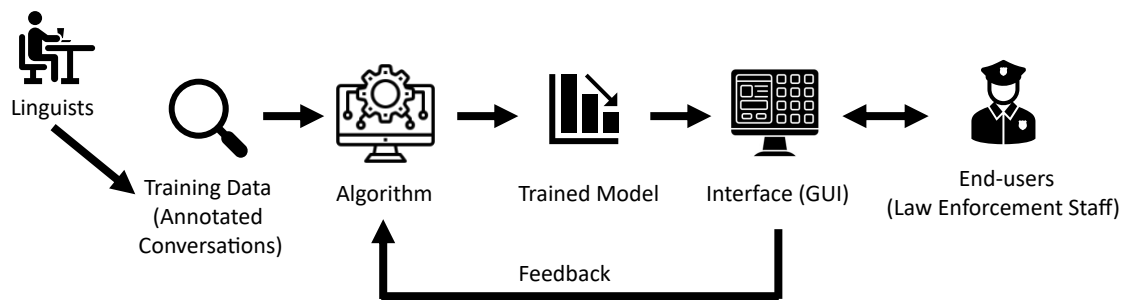 Linguists
Training Data
(Annotated
Conversations)
Algorithm
Trained Model
Interface (GUI)
End-users
(Law Enforcement Staff)
Feedback